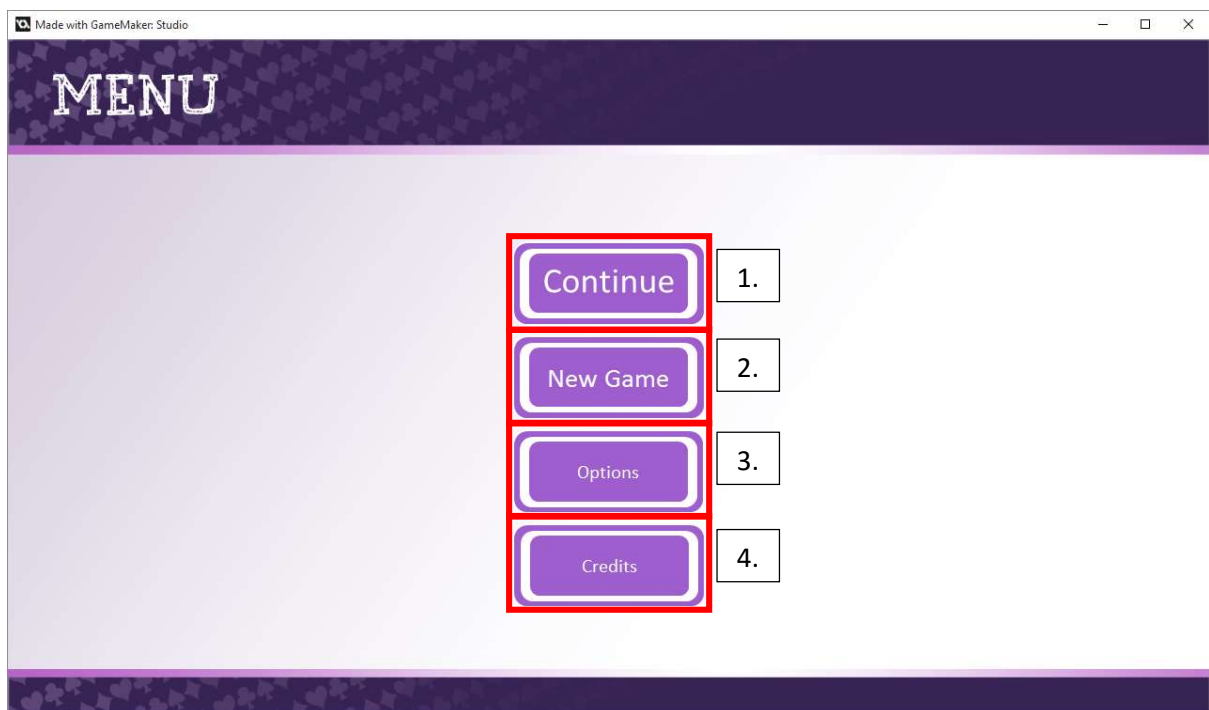 Made with GameMaker: Studio
MENU
Continue
1.
New Game
2.
Options
3.
Credits
4.